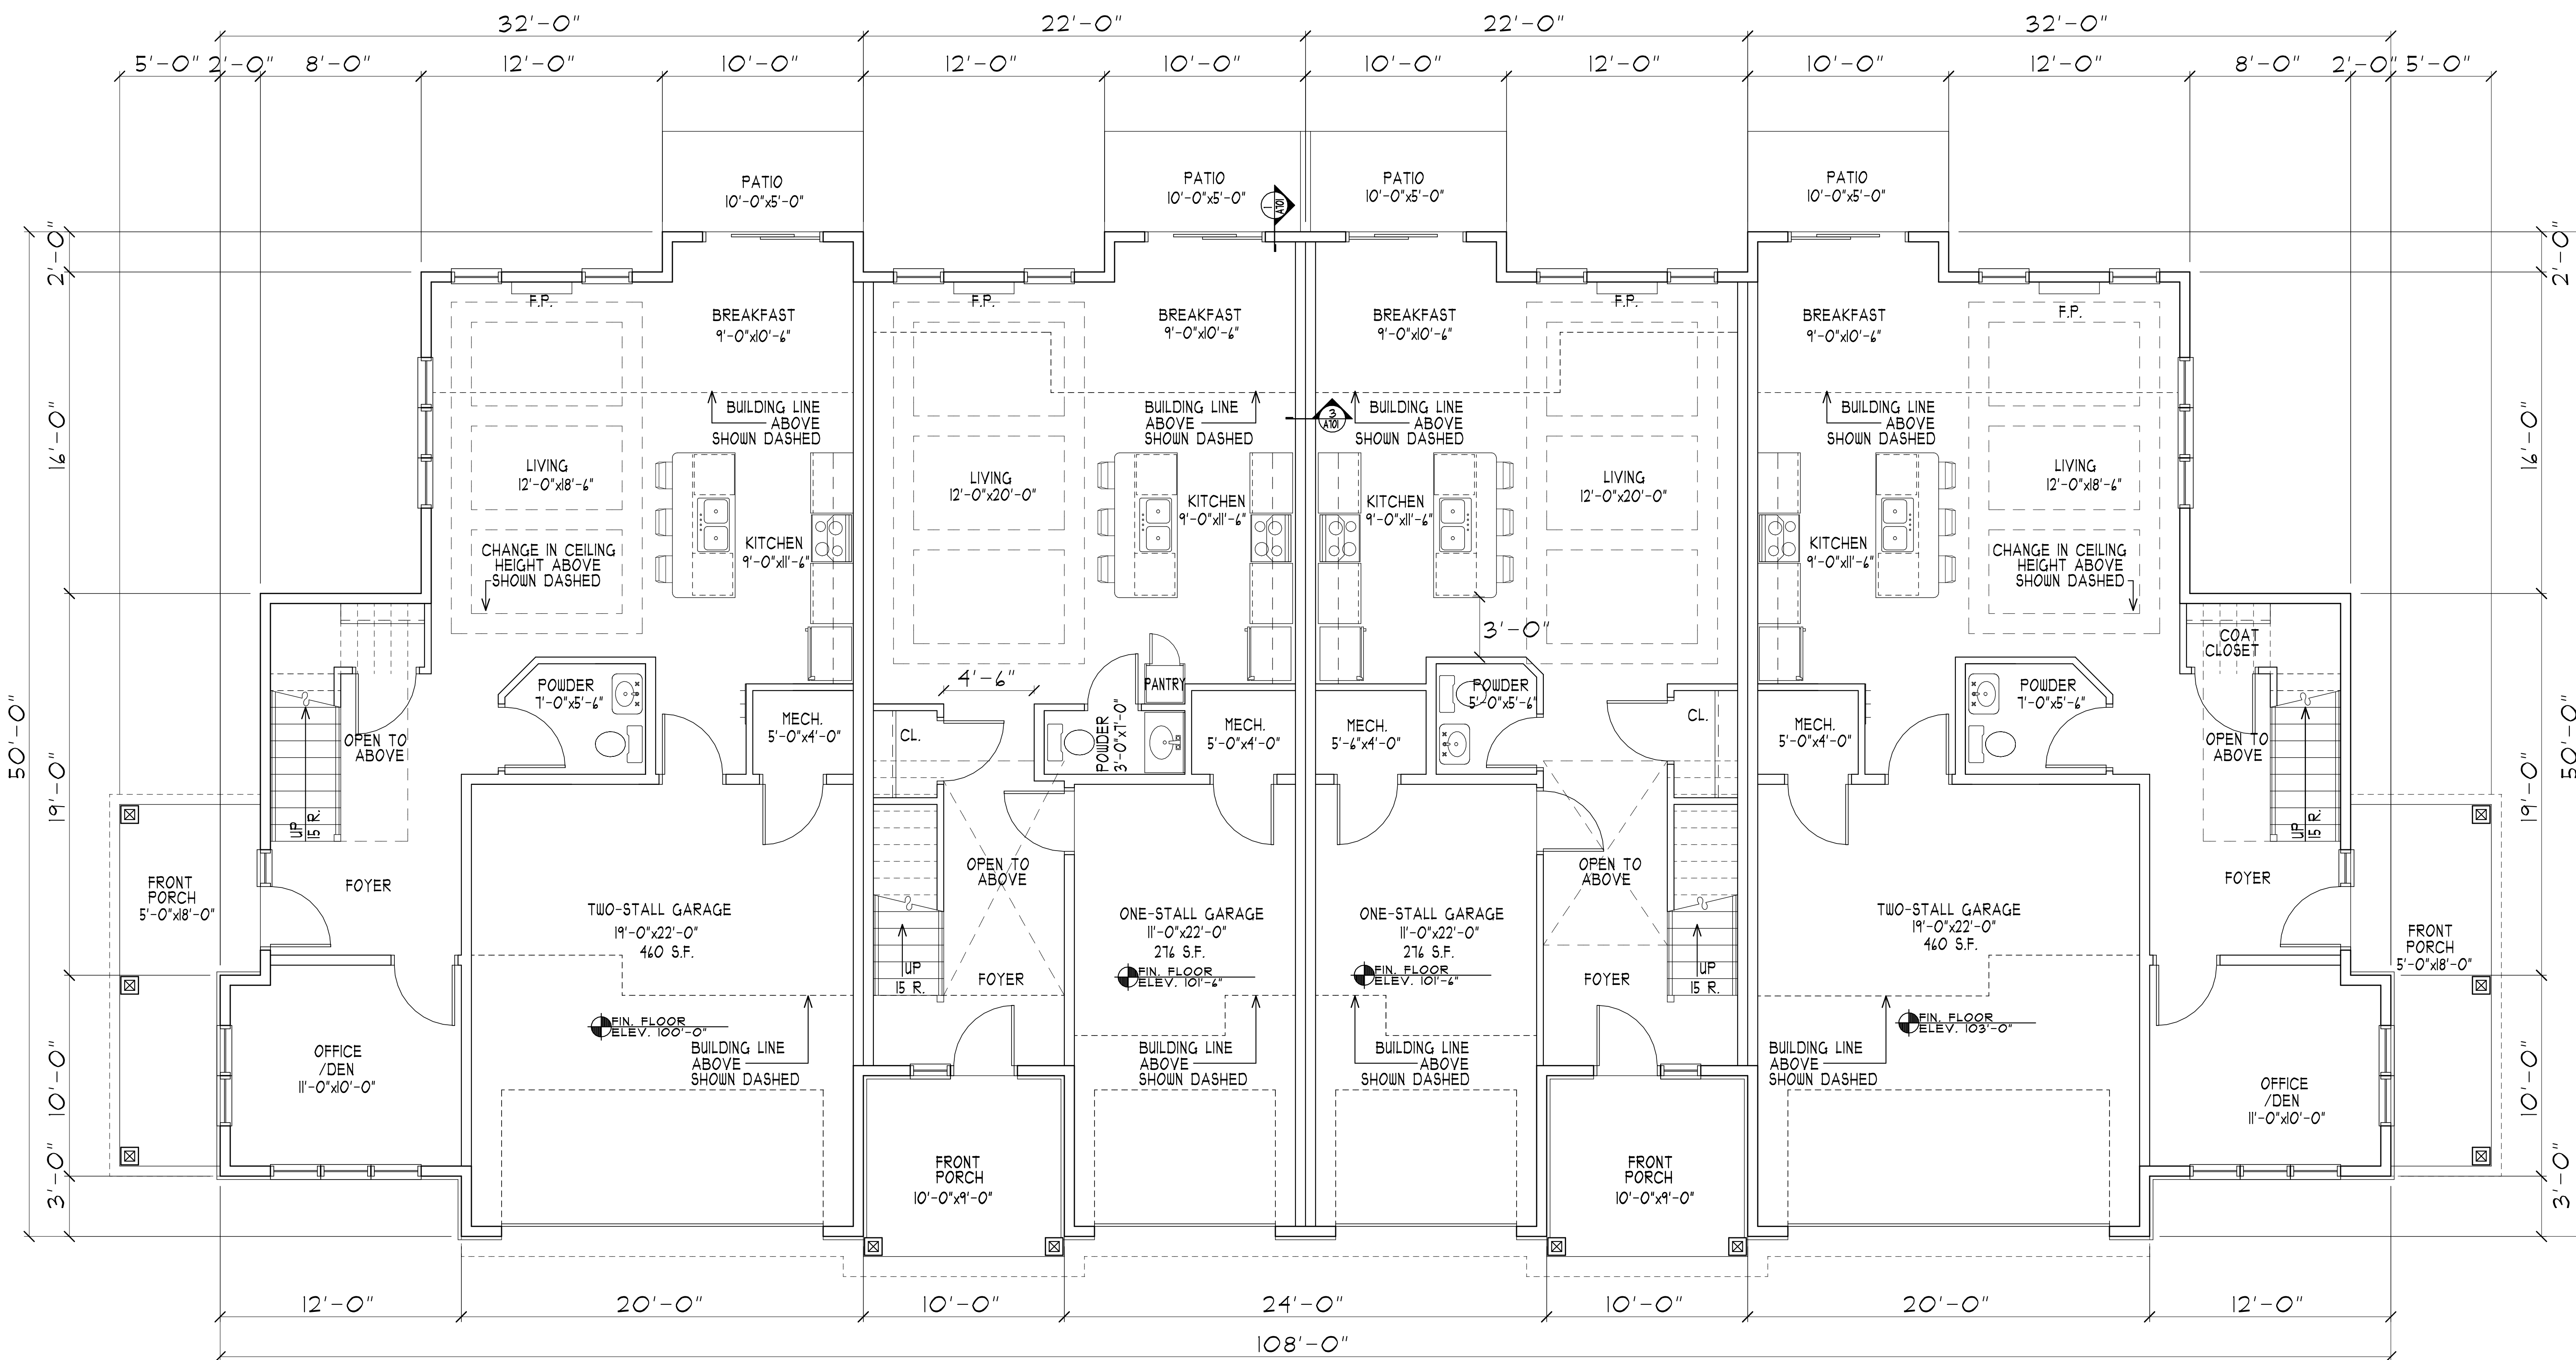 32'-0" 22'-0" 22'-0" 32'-0"
5'-0" 2'-0" 8'-0" 12'-0" 10'-0" 12'-0" 10'-0" 10'-0" 12'-0" 10'-0" 12'-0" 8'-0" 2'-0" 5'-0"
PATIO
10'-0"x5'-0"
PATIO
10'-0"x5'-0"
1
A701
PATIO
10'-0"x5'-0"
PATIO
10'-0"x5'-0"
2'-0"
16'-0"
19'-0"
10'-0"
3'-0"
50'-0"
F.P.
BREAKFAST
9'-0"x10'-6"
BUILDING LINE
ABOVE
SHOWN DASHED
LIVING
12'-0"x18'-6"
CHANGE IN CEILING
HEIGHT ABOVE
SHOWN DASHED
KITCHEN
9'-0"x11'-6"
POWDER
7'-0"x5'-6"
MECH.
5'-0"x4'-0"
OPEN TO
ABOVE
UP
15 R.
FOYER
FRONT
PORCH
5'-0"x18'-0"
TWO-STALL GARAGE
19'-0"x22'-0"
460 S.F.
FIN. FLOOR
ELEV. 100'-0"
BUILDING LINE
ABOVE
SHOWN DASHED
OFFICE
/DEN
11'-0"x10'-0"
F.P.
BREAKFAST
9'-0"x10'-6"
BUILDING LINE
ABOVE
SHOWN DASHED
LIVING
12'-0"x20'-0"
KITCHEN
9'-0"x11'-6"
4'-6"
PANTRY
CL.
POWDER
3'-0"x7'-0"
MECH.
5'-0"x4'-0"
OPEN TO
ABOVE
UP
15 R.
FOYER
ONE-STALL GARAGE
11'-0"x22'-0"
276 S.F.
FIN. FLOOR
ELEV. 101'-6"
BUILDING LINE
ABOVE
SHOWN DASHED
FRONT
PORCH
10'-0"x9'-0"
3
A701
BREAKFAST
9'-0"x10'-6"
F.P.
BUILDING LINE
ABOVE
SHOWN DASHED
KITCHEN
9'-0"x11'-6"
LIVING
12'-0"x20'-0"
3'-0"
POWDER
5'-0"x5'-6"
MECH.
5'-6"x4'-0"
CL.
OPEN TO
ABOVE
ONE-STALL GARAGE
11'-0"x22'-0"
276 S.F.
FIN. FLOOR
ELEV. 101'-6"
FOYER
UP
15 R.
BUILDING LINE
ABOVE
SHOWN DASHED
FRONT
PORCH
10'-0"x9'-0"
BREAKFAST
9'-0"x10'-6"
F.P.
BUILDING LINE
ABOVE
SHOWN DASHED
LIVING
12'-0"x18'-6"
KITCHEN
9'-0"x11'-6"
CHANGE IN CEILING
HEIGHT ABOVE
SHOWN DASHED
COAT
CLOSET
POWDER
7'-0"x5'-6"
MECH.
5'-0"x4'-0"
OPEN TO
ABOVE
UP
15 R.
FOYER
TWO-STALL GARAGE
19'-0"x22'-0"
460 S.F.
FIN. FLOOR
ELEV. 103'-0"
BUILDING LINE
ABOVE
SHOWN DASHED
FRONT
PORCH
5'-0"x18'-0"
OFFICE
/DEN
11'-0"x10'-0"
2'-0"
16'-0"
19'-0"
10'-0"
3'-0"
50'-0"
12'-0" 20'-0" 10'-0" 24'-0" 10'-0" 20'-0" 12'-0"
108'-0"